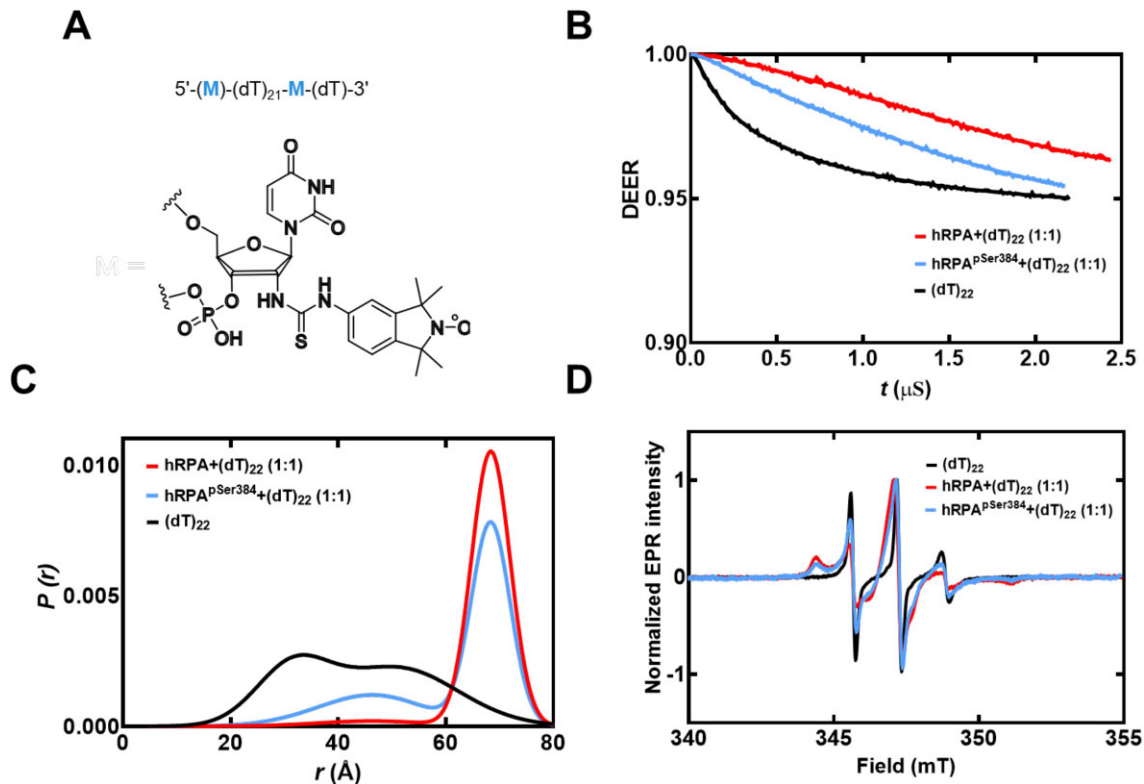 A
5'-(M)-(dT)21-M-(dT)-3'
O
NH
N
O
O
O
M =
O
O
P
O
OH
HN
NH
S
N
O
B
1.00
0.95
0.90
DEER
hRPA+(dT)22 (1:1)
hRPApSer384+(dT)22 (1:1)
(dT)22
0.0 0.5 1.0 1.5 2.0 2.5
t (μS)
C
0.010
0.005
0.000
P (r)
hRPA+(dT)22 (1:1)
hRPApSer384+(dT)22 (1:1)
(dT)22
0 20 40 60 80
r (Å)
D
1
0
-1
Normalized EPR intensity
(dT)22
hRPA+(dT)22 (1:1)
hRPApSer384+(dT)22 (1:1)
340 345 350 355
Field (mT)